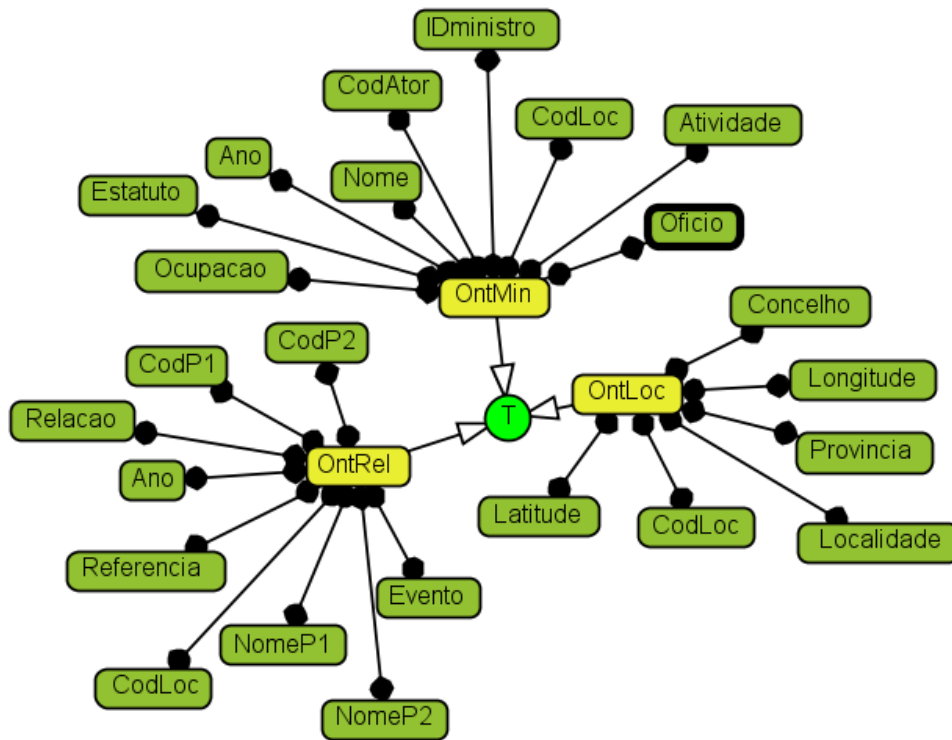 IDministro
CodAtor
CodLoc
Atividade
Ano
Nome
Estatuto
Oficio
Ocupacao
OntMin
Concelho
CodP2
CodP1
Longitude
OntLoc
Relacao
T
Provincia
OntRel
Ano
Latitude
CodLoc
Localidade
Referencia
Evento
NomeP1
CodLoc
NomeP2